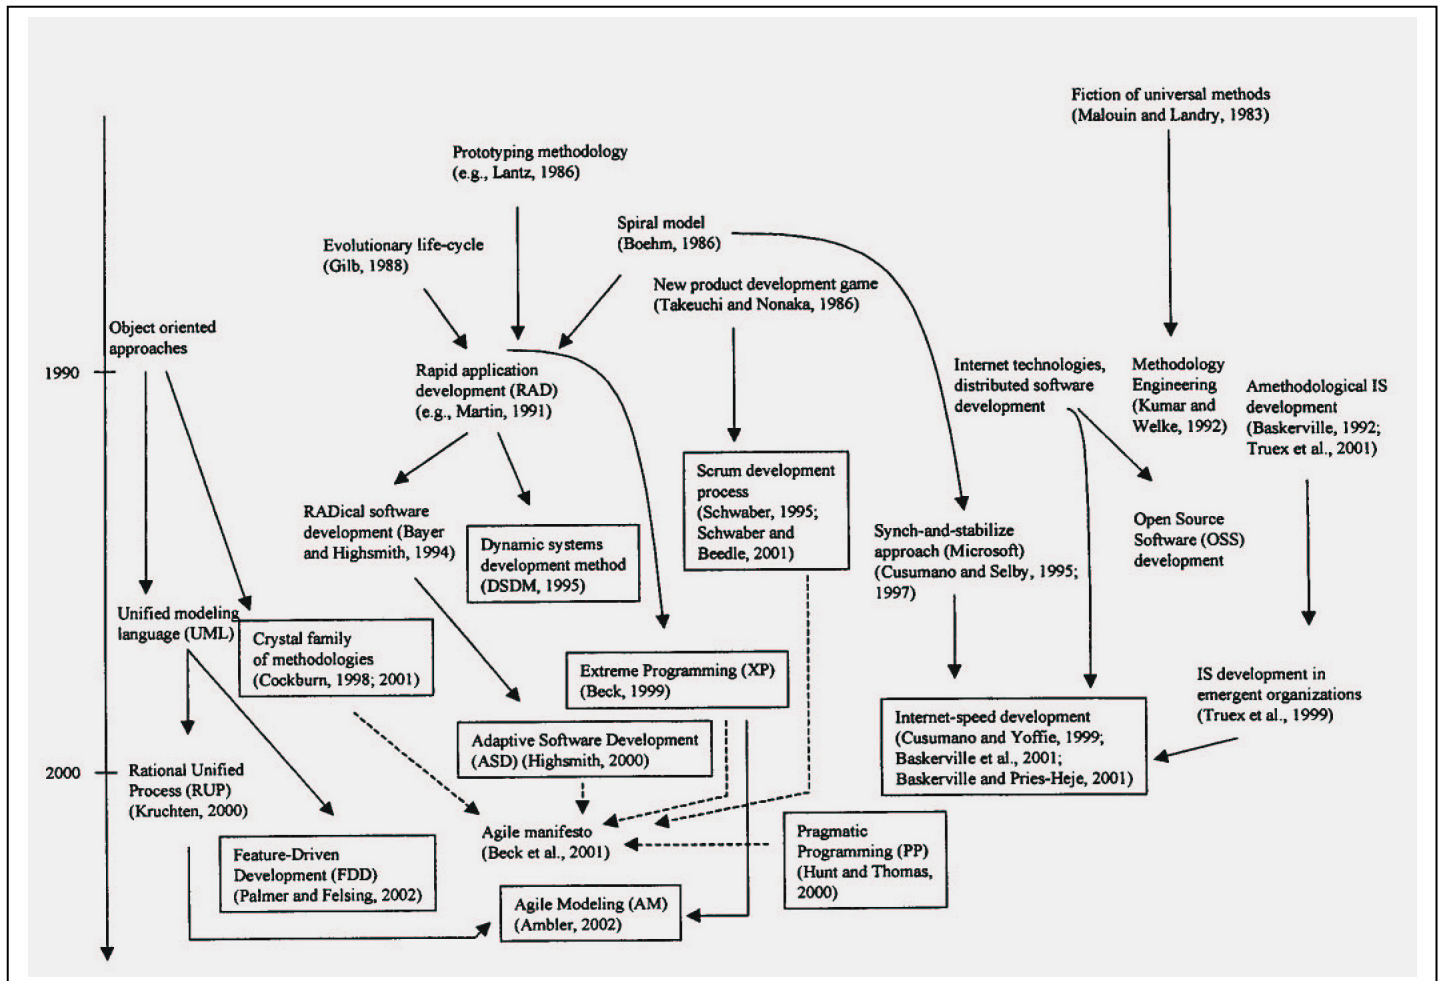 Fiction of universal methods
(Malouin and Landry, 1983)
Prototyping methodology
(e.g., Lantz, 1986)
Spiral model
(Boehm, 1986)
Evolutionary life-cycle
(Gilb, 1988)
New product development game
(Takeuchi and Nonaka, 1986)
Object oriented
approaches
1990
Rapid application
development (RAD)
(e.g., Martin, 1991)
Internet technologies,
distributed software
development
Methodology
Engineering
(Kumar and
Welke, 1992)
Amethodological IS
development
(Baskerville, 1992;
Truex et al., 2001)
Scrum development
process
(Schwaber, 1995;
Schwaber and
Beedle, 2001)
RADical software
development (Bayer
and Highsmith, 1994)
Dynamic systems
development method
(DSDM, 1995)
Synch-and-stabilize
approach (Microsoft)
(Cusumano and Selby, 1995;
1997)
Open Source
Software (OSS)
development
Unified modeling
language (UML)
Crystal family
of methodologies
(Cockburn, 1998; 2001)
Extreme Programming (XP)
(Beck, 1999)
IS development in
emergent organizations
(Truex et al., 1999)
Internet-speed development
(Cusumano and Yoffie, 1999;
Baskerville et al., 2001;
Baskerville and Pries-Heje, 2001)
Adaptive Software Development
(ASD) (Highsmith, 2000)
2000
Rational Unified
Process (RUP)
(Kruchten, 2000)
Agile manifesto
(Beck et al., 2001)
Pragmatic
Programming (PP)
(Hunt and Thomas,
2000)
Feature-Driven
Development (FDD)
(Palmer and Felsing, 2002)
Agile Modeling (AM)
(Ambler, 2002)